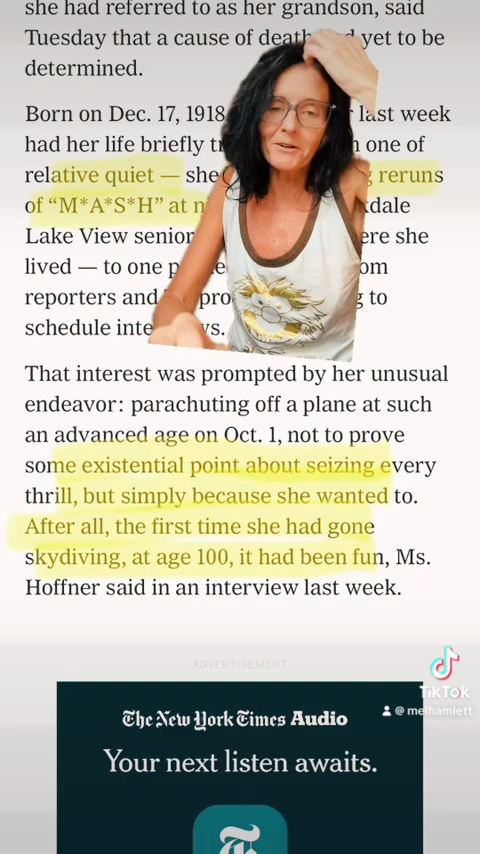 she had referred to as her grandson, said
Tuesday that a cause of death yet to be
determined.
Born on Dec. 17, 1918 last week
had her life briefly one of
relative quiet — she reruns
of “M*A*S*H” at dale
Lake View senior ere she
lived — to one om
reporters and pro to
schedule inte s.
That interest was prompted by her unusual
endeavor: parachuting off a plane at such
an advanced age on Oct. 1, not to prove
some existential point about seizing every
thrill, but simply because she wanted to.
After all, the first time she had gone
skydiving, at age 100, it had been fun, Ms.
Hoffner said in an interview last week.
ADVERTISEMENT
TikTok
@melhamlett
The New York Times Audio
Your next listen awaits.
T